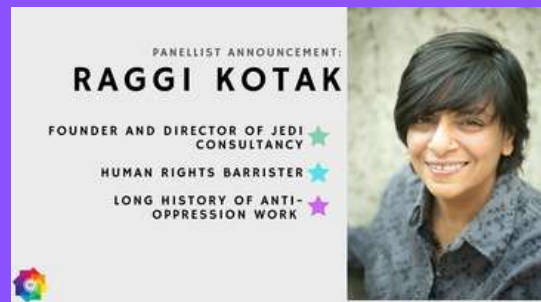 PANELLIST ANNOUNCEMENT:
RAGGI KOTAK
FOUNDER AND DIRECTOR OF JEDI
CONSULTANCY
HUMAN RIGHTS BARRISTER
LONG HISTORY OF ANTI-
OPPRESSION WORK